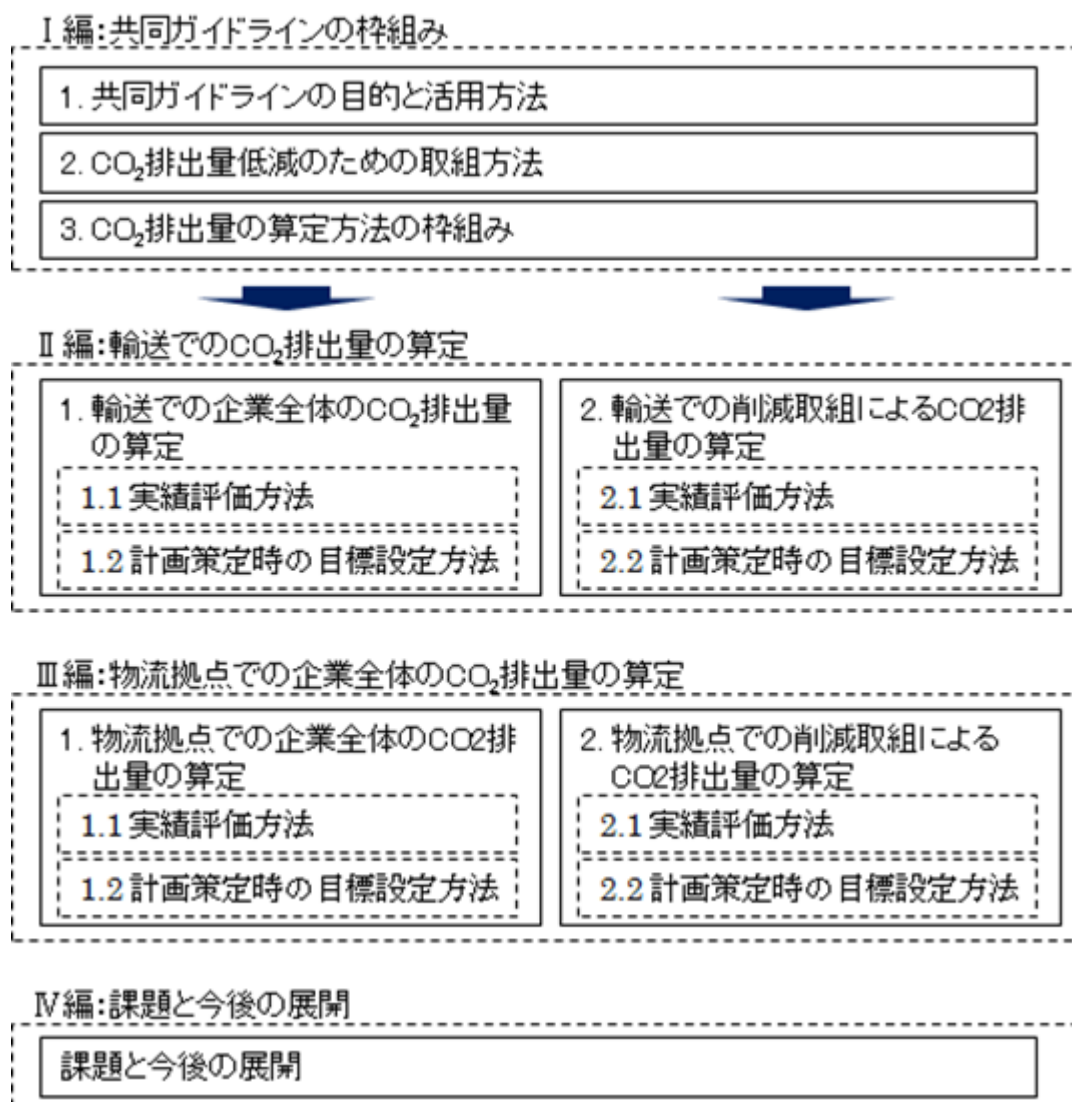 Ⅰ編:共同ガイドラインの枠組み
1. 共同ガイドラインの目的と活用方法
2. CO₂排出量低減のための取組方法
3. CO₂排出量の算定方法の枠組み
Ⅱ編:輸送でのCO₂排出量の算定
1. 輸送での企業全体のCO₂排出量
の算定
1.1 実績評価方法
1.2 計画策定時の目標設定方法
2. 輸送での削減取組によるCO2排
出量の算定
2.1 実績評価方法
2.2 計画策定時の目標設定方法
Ⅲ編:物流拠点での企業全体のCO₂排出量の算定
1. 物流拠点での企業全体のCO2排
出量の算定
1.1 実績評価方法
1.2 計画策定時の目標設定方法
2. 物流拠点での削減取組による
CO2排出量の算定
2.1 実績評価方法
2.2 計画策定時の目標設定方法
Ⅳ編:課題と今後の展開
課題と今後の展開